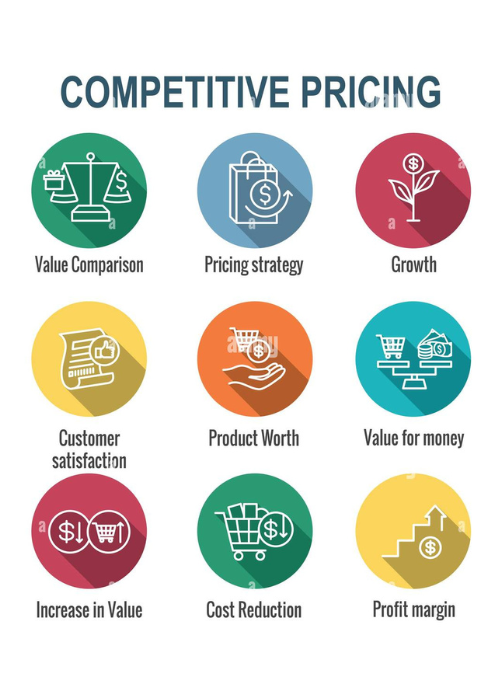 COMPETITIVE PRICING
Value Comparison
Pricing strategy
Growth
Customer
satisfaction
Product Worth
Value for money
Increase in Value
Cost Reduction
Profit margin